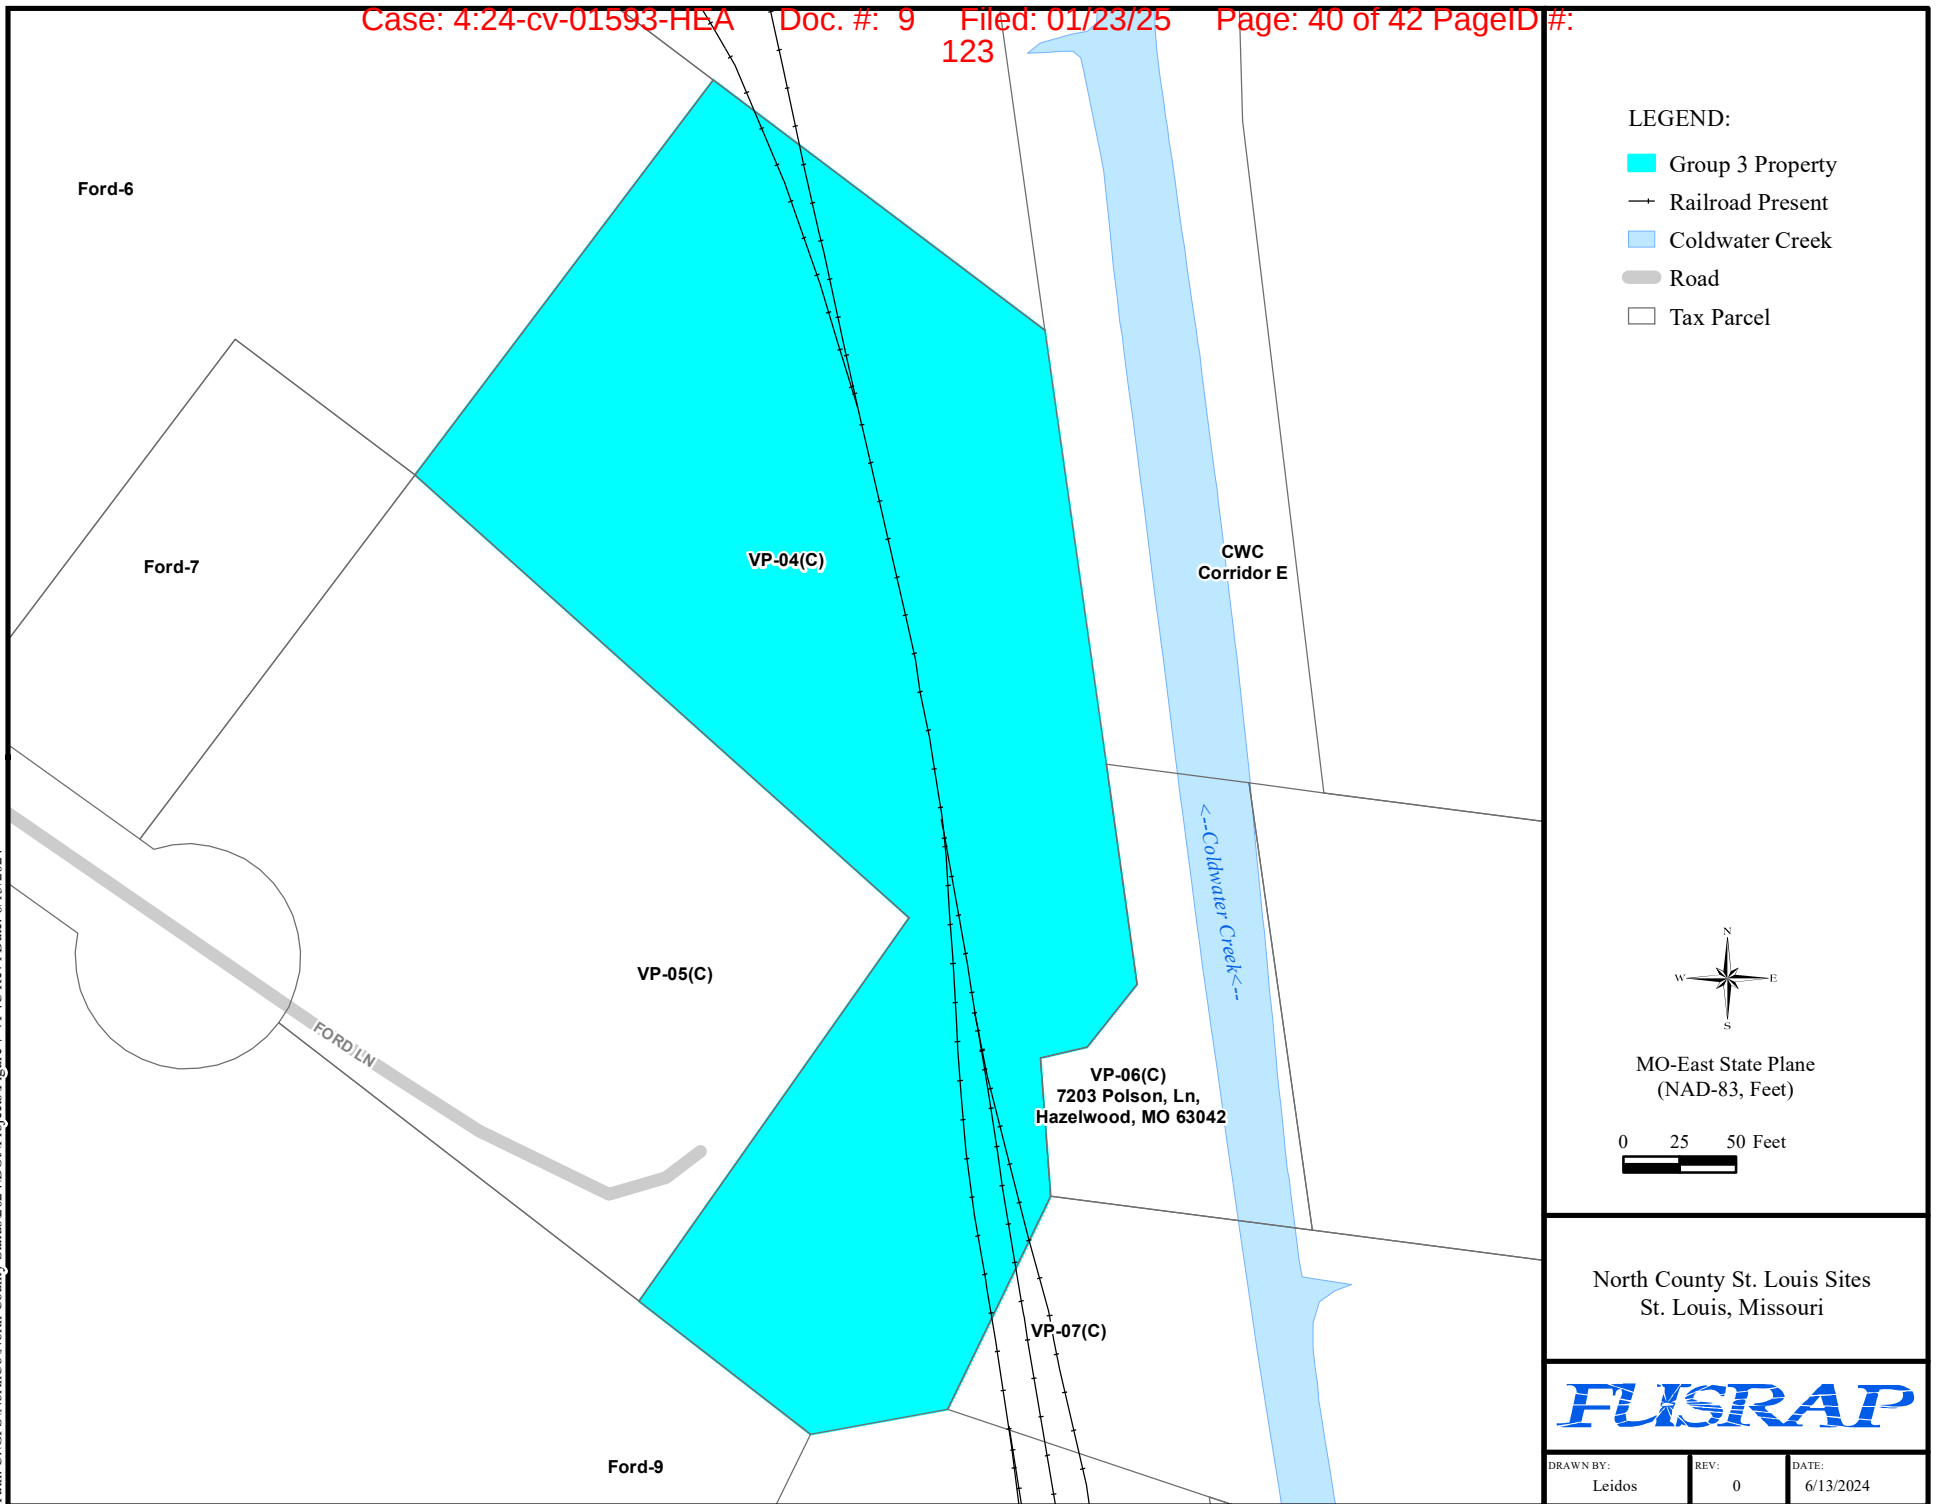 Case: 4:24-cv-01593-HEA Doc. #: 9 Filed: 01/23/25 Page: 40 of 42 PageID #:
123
Ford-6
Ford-7
VP-04(C)
CWC
Corridor E
<--Coldwater Creek<--
VP-05(C)
FORD LN
VP-06(C)
7203 Polson, Ln,
Hazelwood, MO 63042
VP-07(C)
Ford-9
LEGEND:
Group 3 Property
Railroad Present
Coldwater Creek
Road
Tax Parcel
N
W E
S
MO-East State Plane
(NAD-83, Feet)
0 25 50 Feet
North County St. Louis Sites
St. Louis, Missouri
FUSRAP
DRAWN BY: REV: DATE:
Leidos 0 6/13/2024